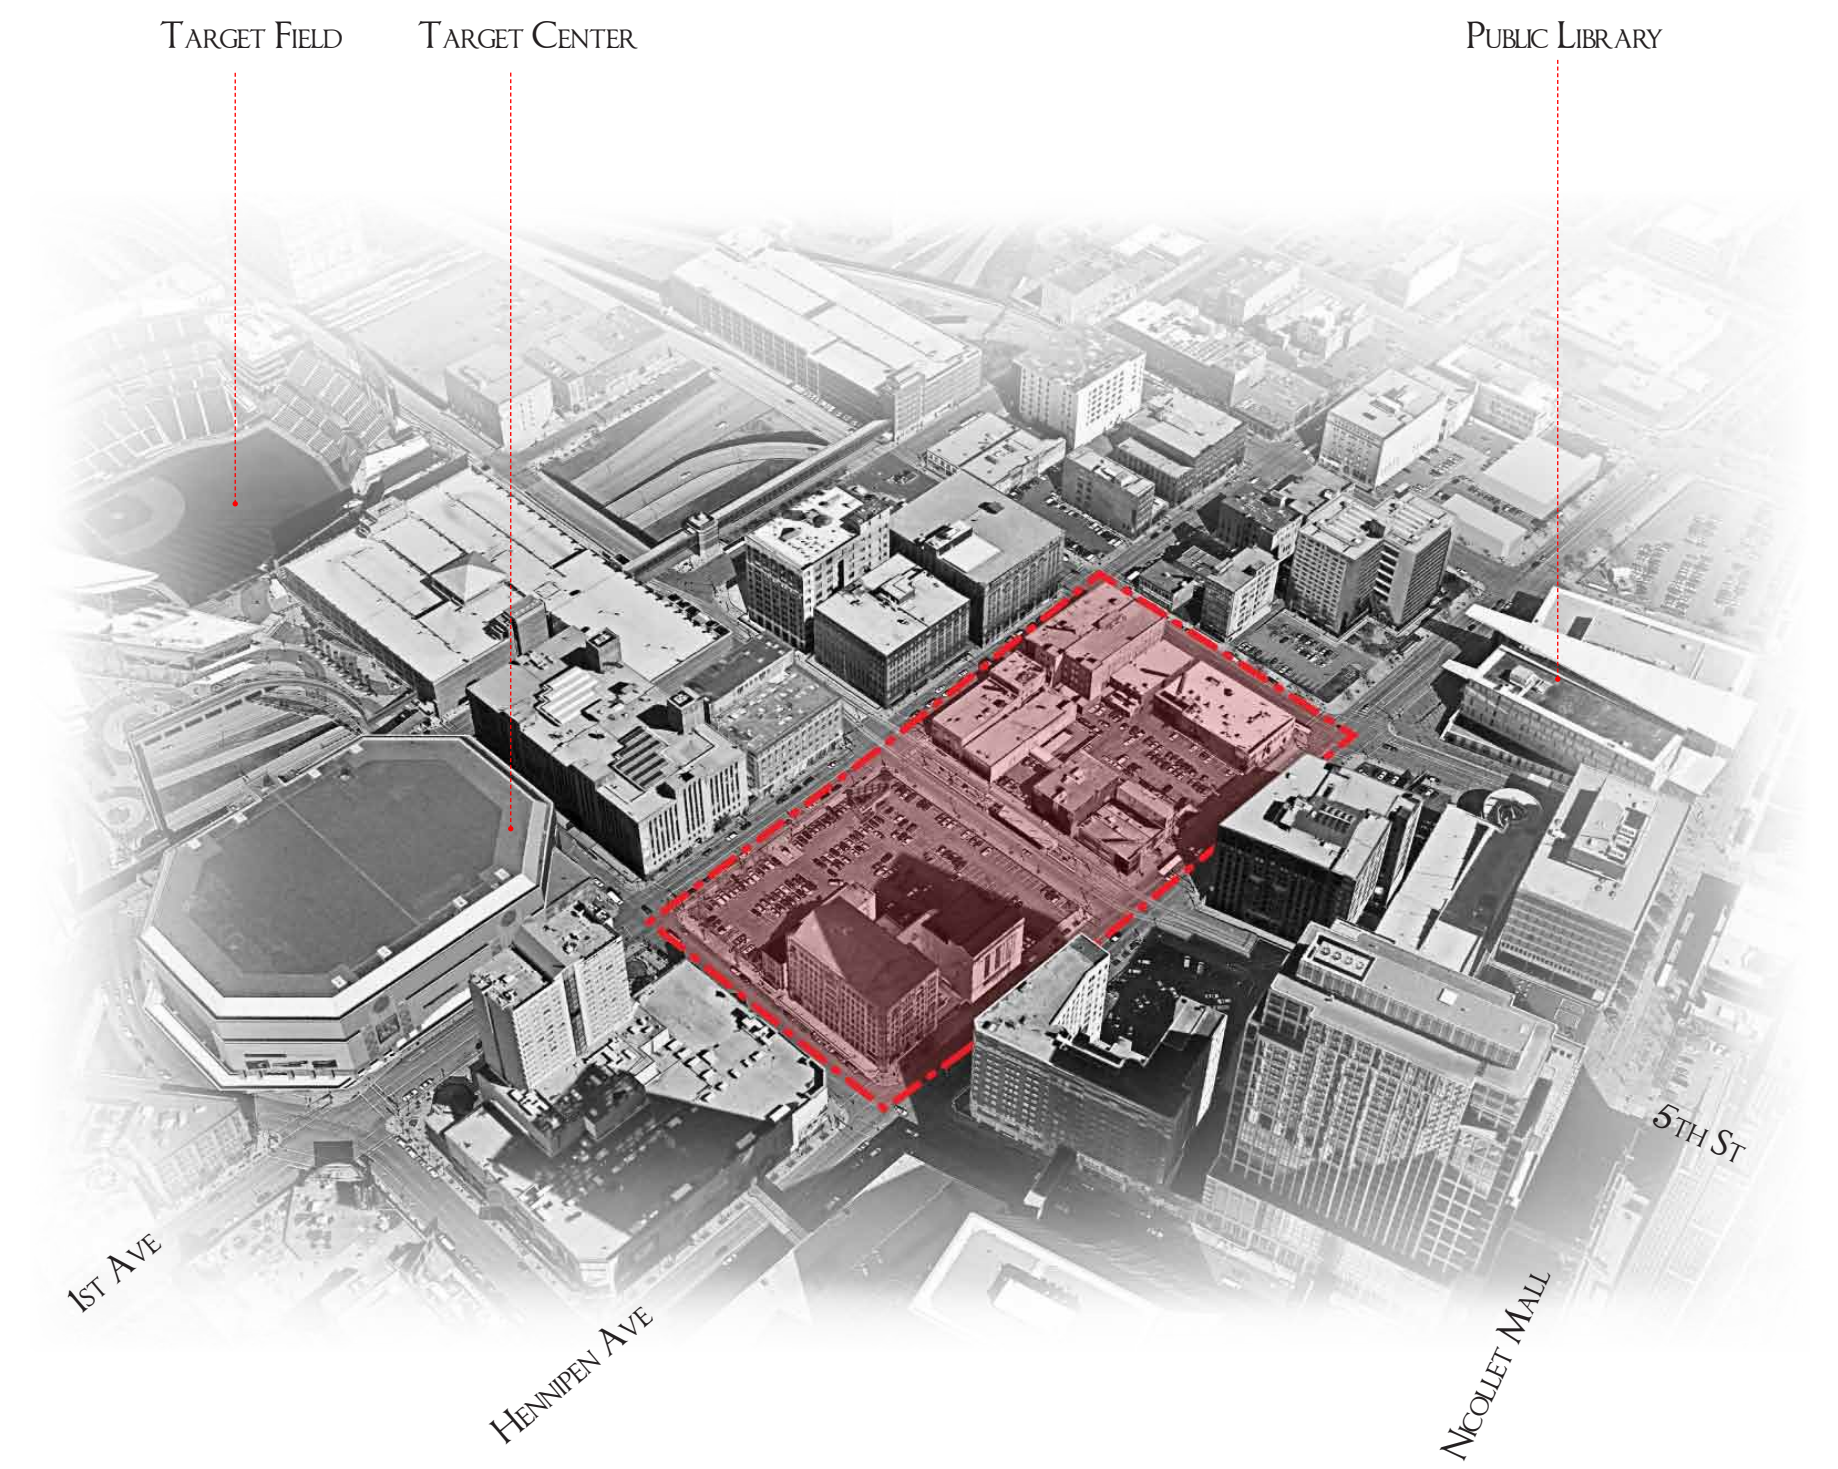 Target Field
Target Center
Public Library
5th St
1st Ave
Hennipen Ave
Nicollet Mall